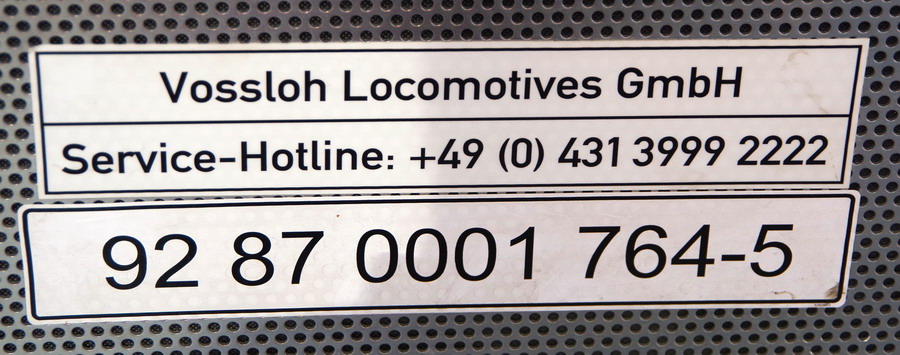 Vossloh Locomotives GmbH
Service-Hotline: +49 (0) 431 3999 2222
92 87 0001 764-5